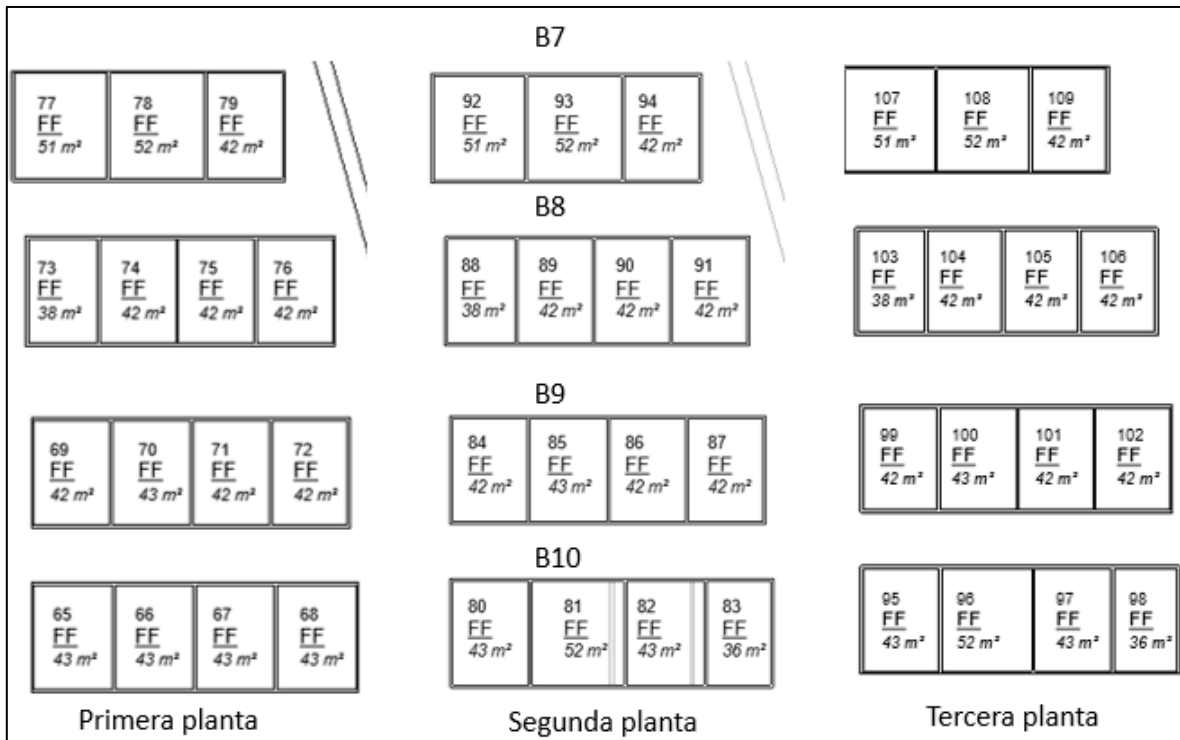 B7
77
FF
51 m²
78
FF
52 m²
79
FF
42 m²
92
FF
51 m²
93
FF
52 m²
94
FF
42 m²
107
FF
51 m²
108
FF
52 m²
109
FF
42 m²
B8
73
FF
38 m²
74
FF
42 m²
75
FF
42 m²
76
FF
42 m²
88
FF
38 m²
89
FF
42 m²
90
FF
42 m²
91
FF
42 m²
103
FF
38 m²
104
FF
42 m²
105
FF
42 m²
106
FF
42 m²
B9
69
FF
42 m²
70
FF
43 m²
71
FF
42 m²
72
FF
42 m²
84
FF
42 m²
85
FF
43 m²
86
FF
42 m²
87
FF
42 m²
99
FF
42 m²
100
FF
43 m²
101
FF
42 m²
102
FF
42 m²
B10
65
FF
43 m²
66
FF
43 m²
67
FF
43 m²
68
FF
43 m²
80
FF
43 m²
81
FF
52 m²
82
FF
43 m²
83
FF
36 m²
95
FF
43 m²
96
FF
52 m²
97
FF
43 m²
98
FF
36 m²
Primera planta
Segunda planta
Tercera planta